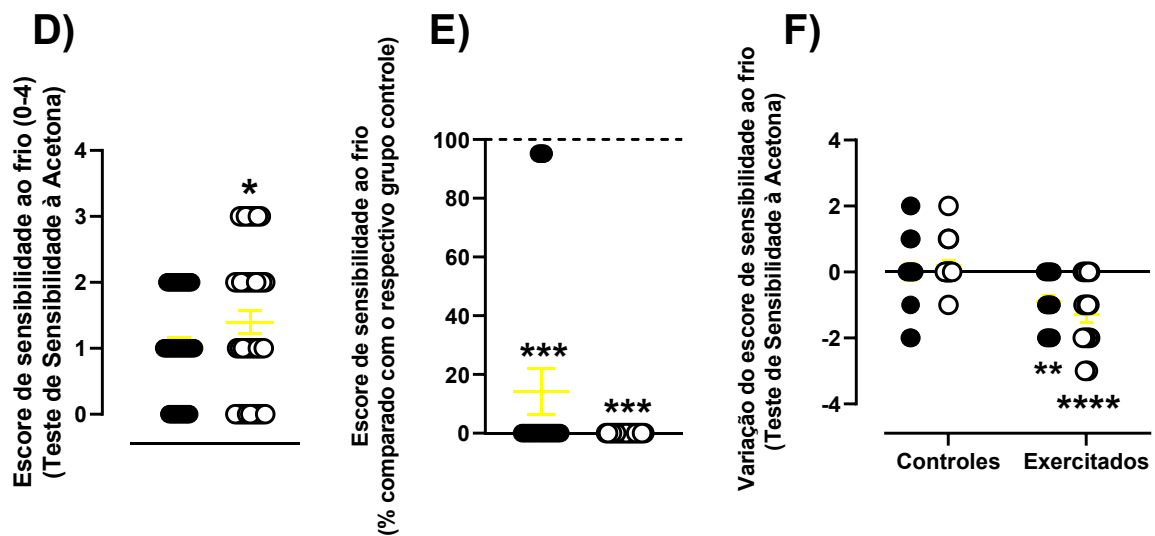 D)
Escore de sensibilidade ao frio (0-4)
(Teste de Sensibilidade à Acetona)
4
3
2
1
0
*
E)
Escore de sensibilidade ao frio
(% comparado com o respectivo grupo controle)
100
80
60
40
20
0
***
***
F)
Variação do escore de sensibilidade ao frio
(Teste de Sensibilidade à Acetona)
4
2
0
-2
-4
**
****
Controles Exercitados